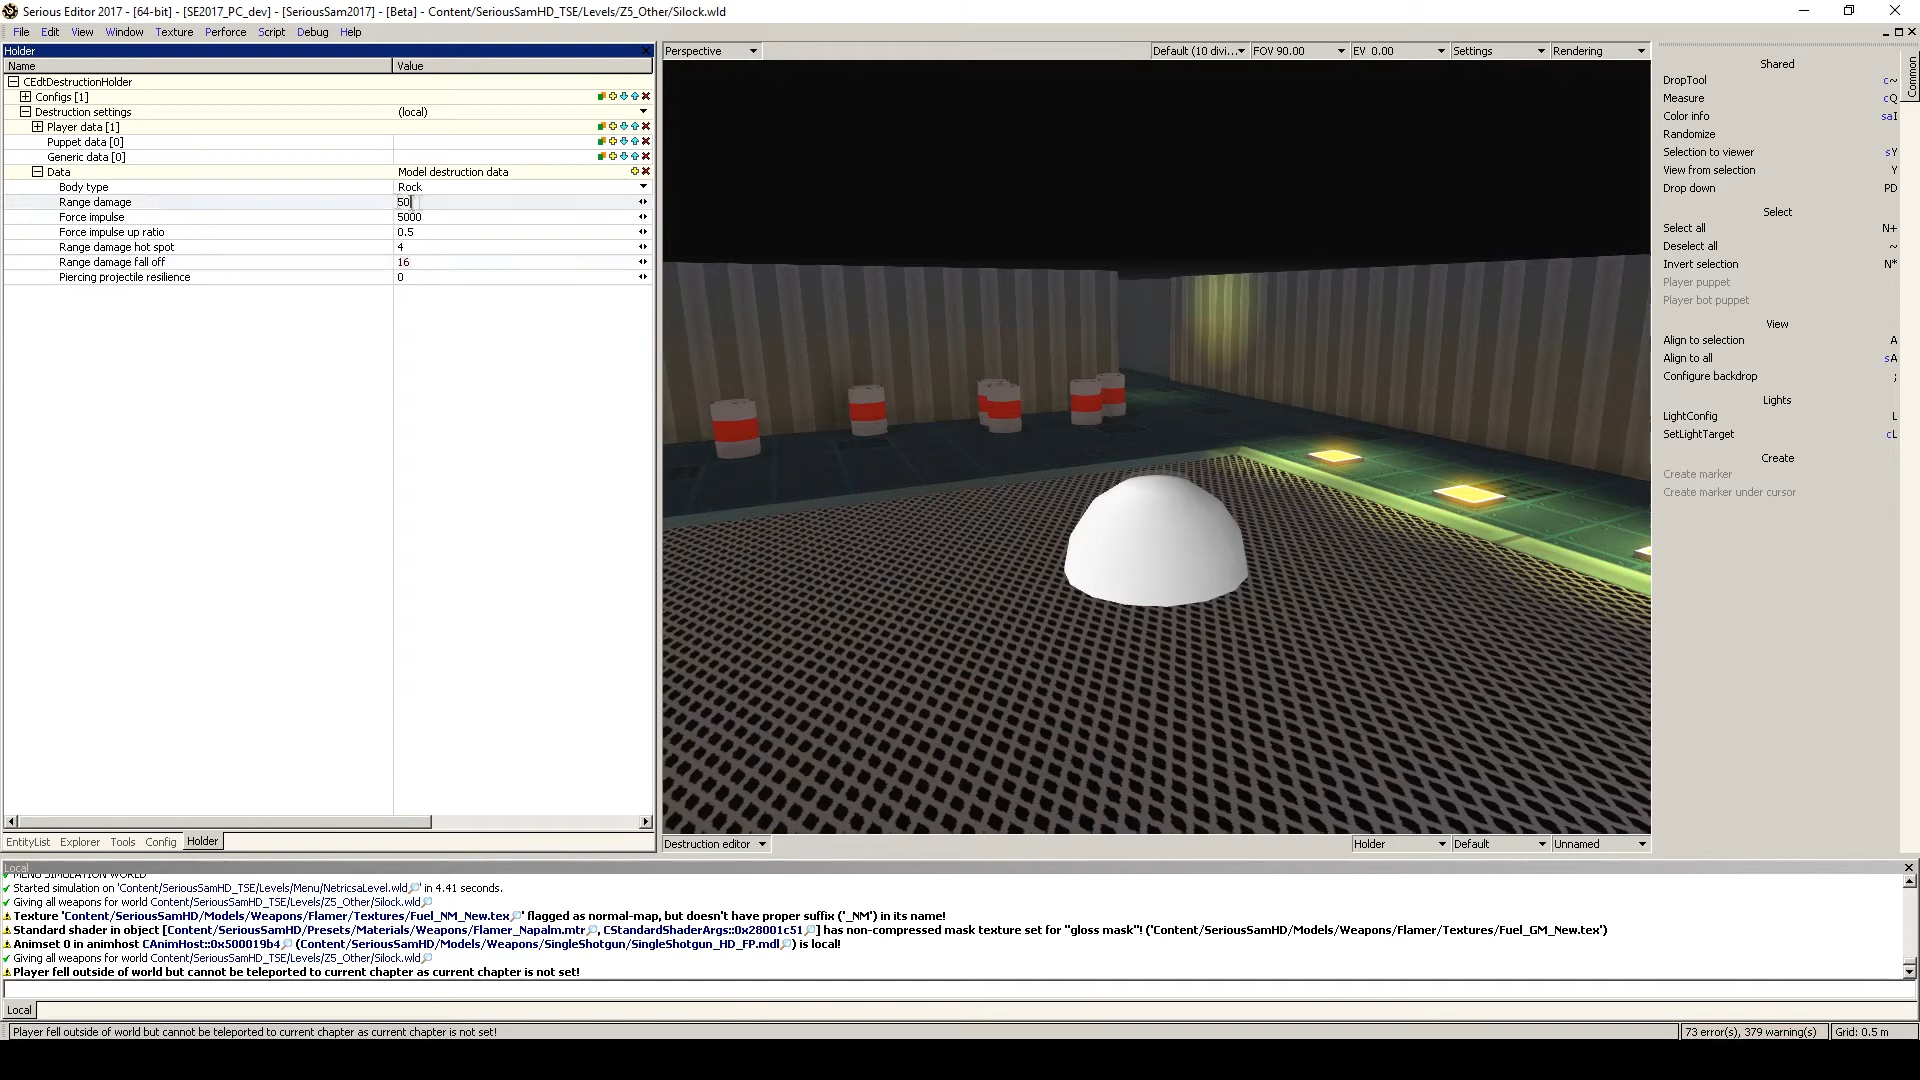 Serious Editor 2017 - [64-bit] - [SE2017_PC_dev] - [SeriousSam2017] - [Beta] - Content/SeriousSamHD_TSE/Levels/Z5_Other/Silock.wld
File Edit View Window Texture Perforce Script Debug Help
Holder
Name Value
CEdtDestructionHolder
Configs [1]
Destruction settings (local)
Player data [1]
Puppet data [0]
Generic data [0]
Data Model destruction data
Body type Rock
Range damage 50
Force impulse 5000
Force impulse up ratio 0.5
Range damage hot spot 4
Range damage fall off 16
Piercing projectile resilience 0
EntityList Explorer Tools Config Holder
Perspective Default (10 divi... FOV 90.00 EV 0.00 Settings Rendering
Destruction editor Holder Default Unnamed
Common
Shared
DropTool c~
Measure cQ
Color info saI
Randomize
Selection to viewer sY
View from selection Y
Drop down PD
Select
Select all N+
Deselect all ~
Invert selection N*
Player puppet
Player bot puppet
View
Align to selection A
Align to all sA
Configure backdrop ;
Lights
LightConfig L
SetLightTarget cL
Create
Create marker
Create marker under cursor
Local
MENU SIMULATION WORLD
Started simulation on 'Content/SeriousSamHD_TSE/Levels/Menu/NetricsaLevel.wld' in 4.41 seconds.
Giving all weapons for world Content/SeriousSamHD_TSE/Levels/Z5_Other/Silock.wld
Texture 'Content/SeriousSamHD/Models/Weapons/Flamer/Textures/Fuel_NM_New.tex' flagged as normal-map, but doesn't have proper suffix ('_NM') in its name!
Standard shader in object [Content/SeriousSamHD/Presets/Materials/Weapons/Flamer_Napalm.mtr, CStandardShaderArgs::0x28001c51] has non-compressed mask texture set for "gloss mask"! ('Content/SeriousSamHD/Models/Weapons/Flamer/Textures/Fuel_GM_New.tex')
Animset 0 in animhost CAnimHost::0x500019b4 (Content/SeriousSamHD/Models/Weapons/SingleShotgun/SingleShotgun_HD_FP.mdl) is local!
Giving all weapons for world Content/SeriousSamHD_TSE/Levels/Z5_Other/Silock.wld
Player fell outside of world but cannot be teleported to current chapter as current chapter is not set!
Local
Player fell outside of world but cannot be teleported to current chapter as current chapter is not set! 73 error(s), 379 warning(s) Grid: 0.5 m